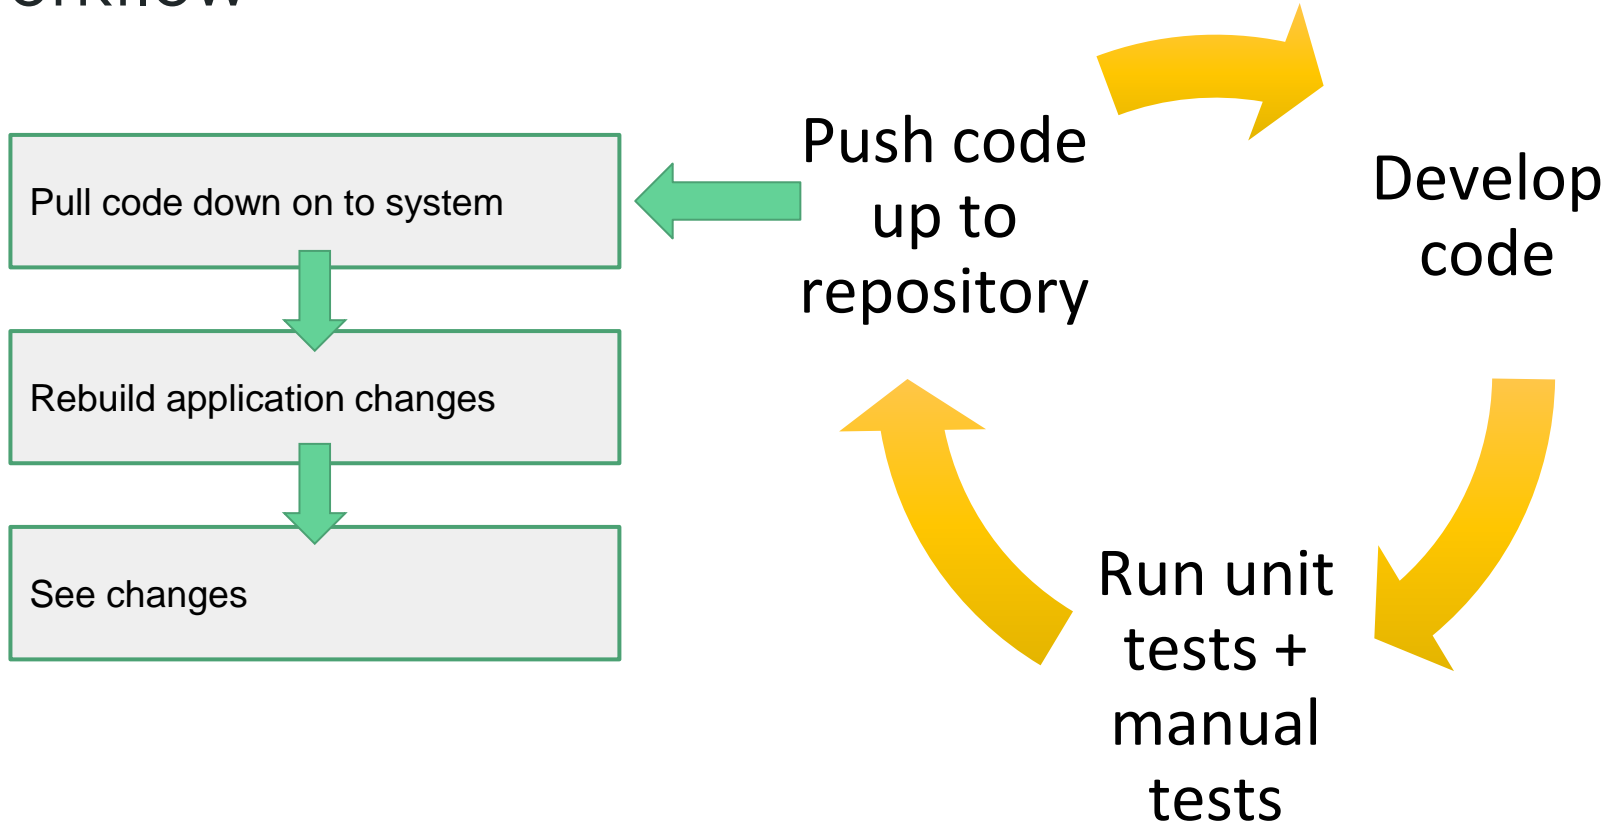 Pull code down on to system
Rebuild application changes
See changes
Push code
up to
repository
Develop
code
Run unit
tests +
manual
tests